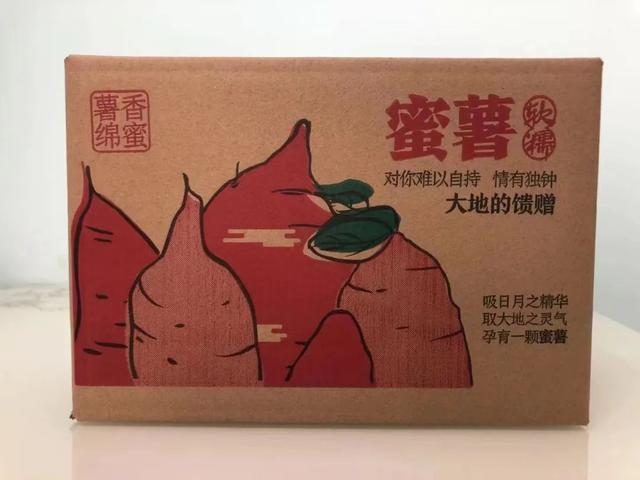 香蜜
薯绵
蜜薯
软糯
对你难以自持 情有独钟
大地的馈赠
吸日月之精华
取大地之灵气
孕育一颗蜜薯